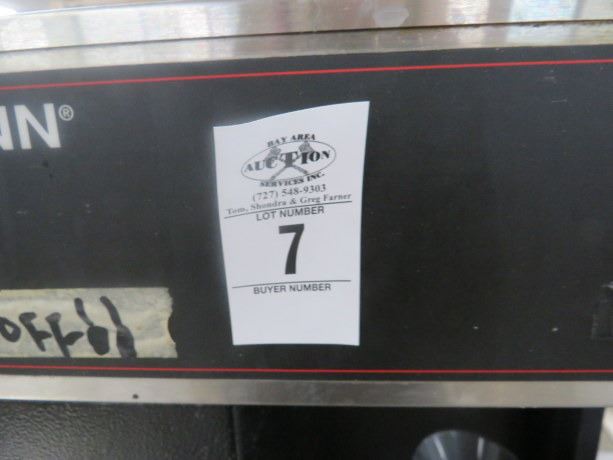 NN®
BAY AREA
AUCTION
SERVICES INC.
(727) 548-9303
Tom, Shondra & Greg Farner
LOT NUMBER
7
BUYER NUMBER